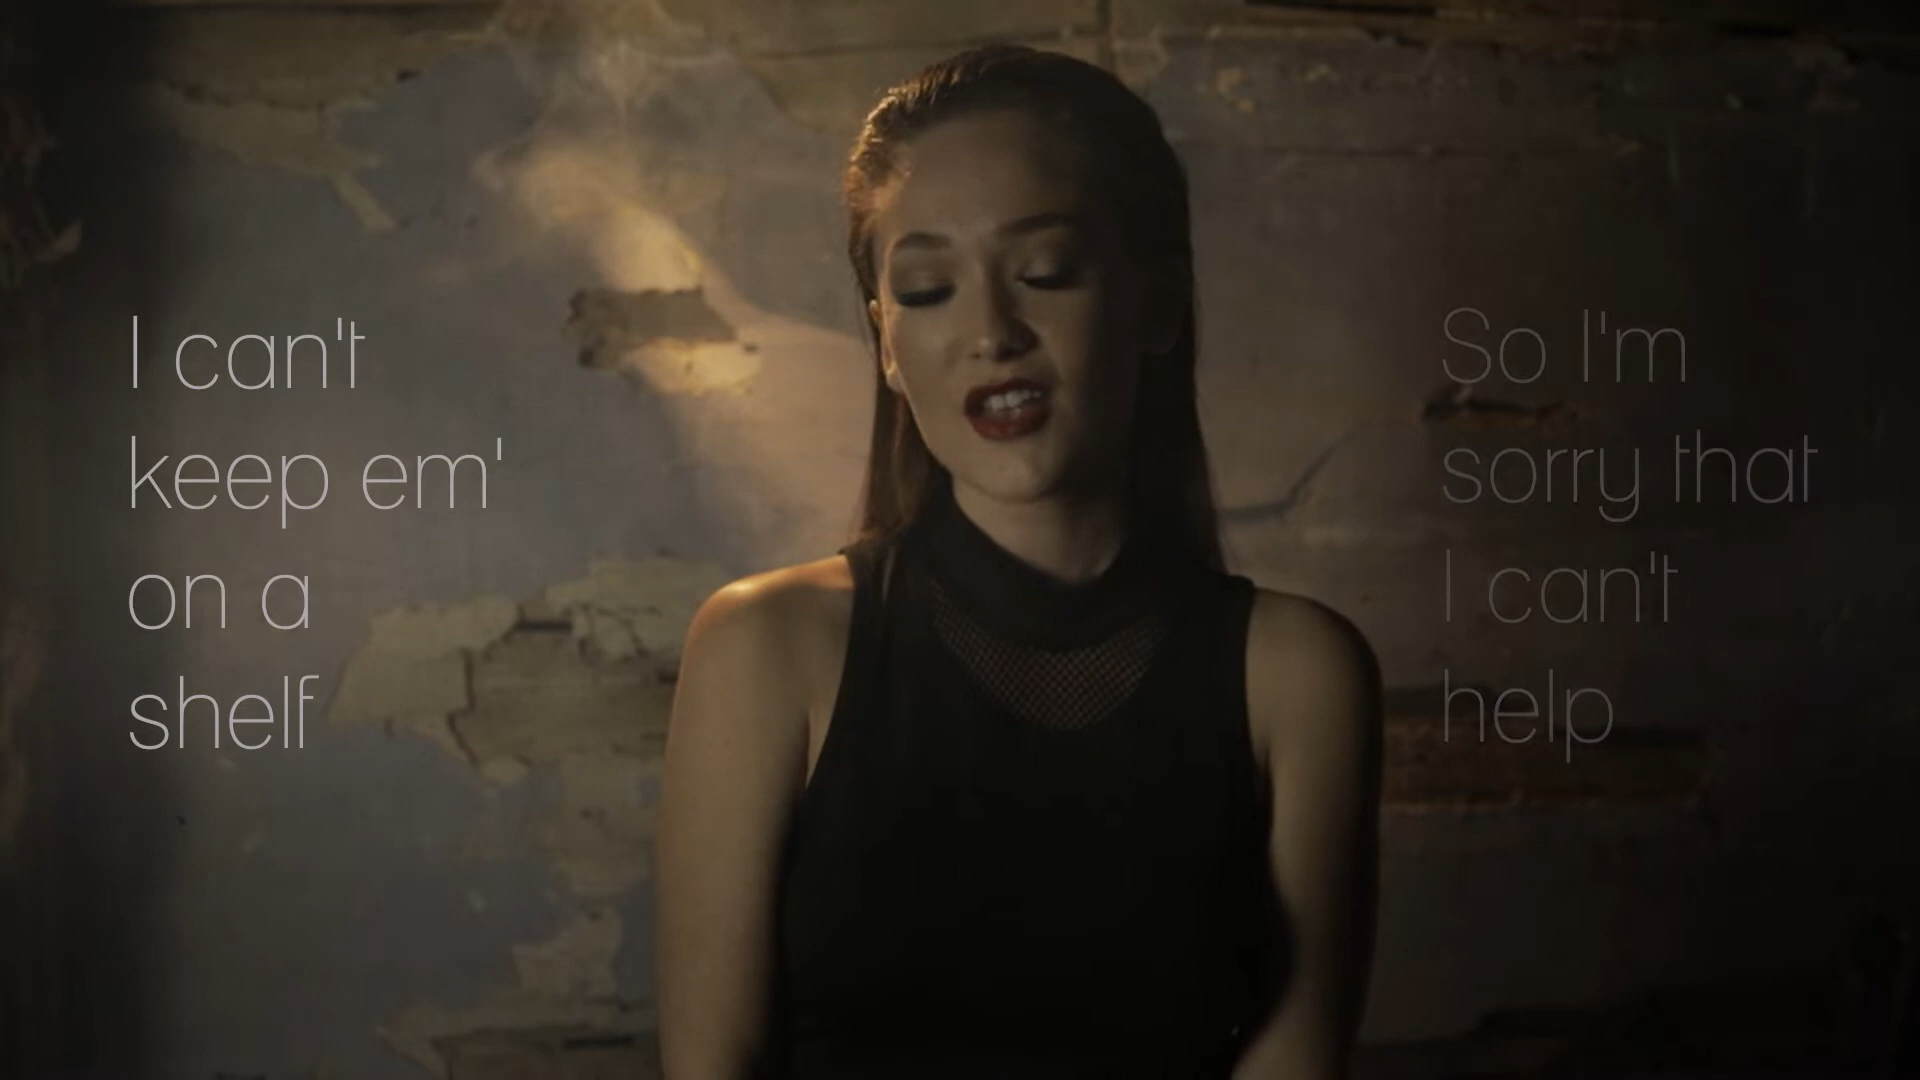 I can't
keep em'
on a
shelf
So I'm
sorry that
I can't
help